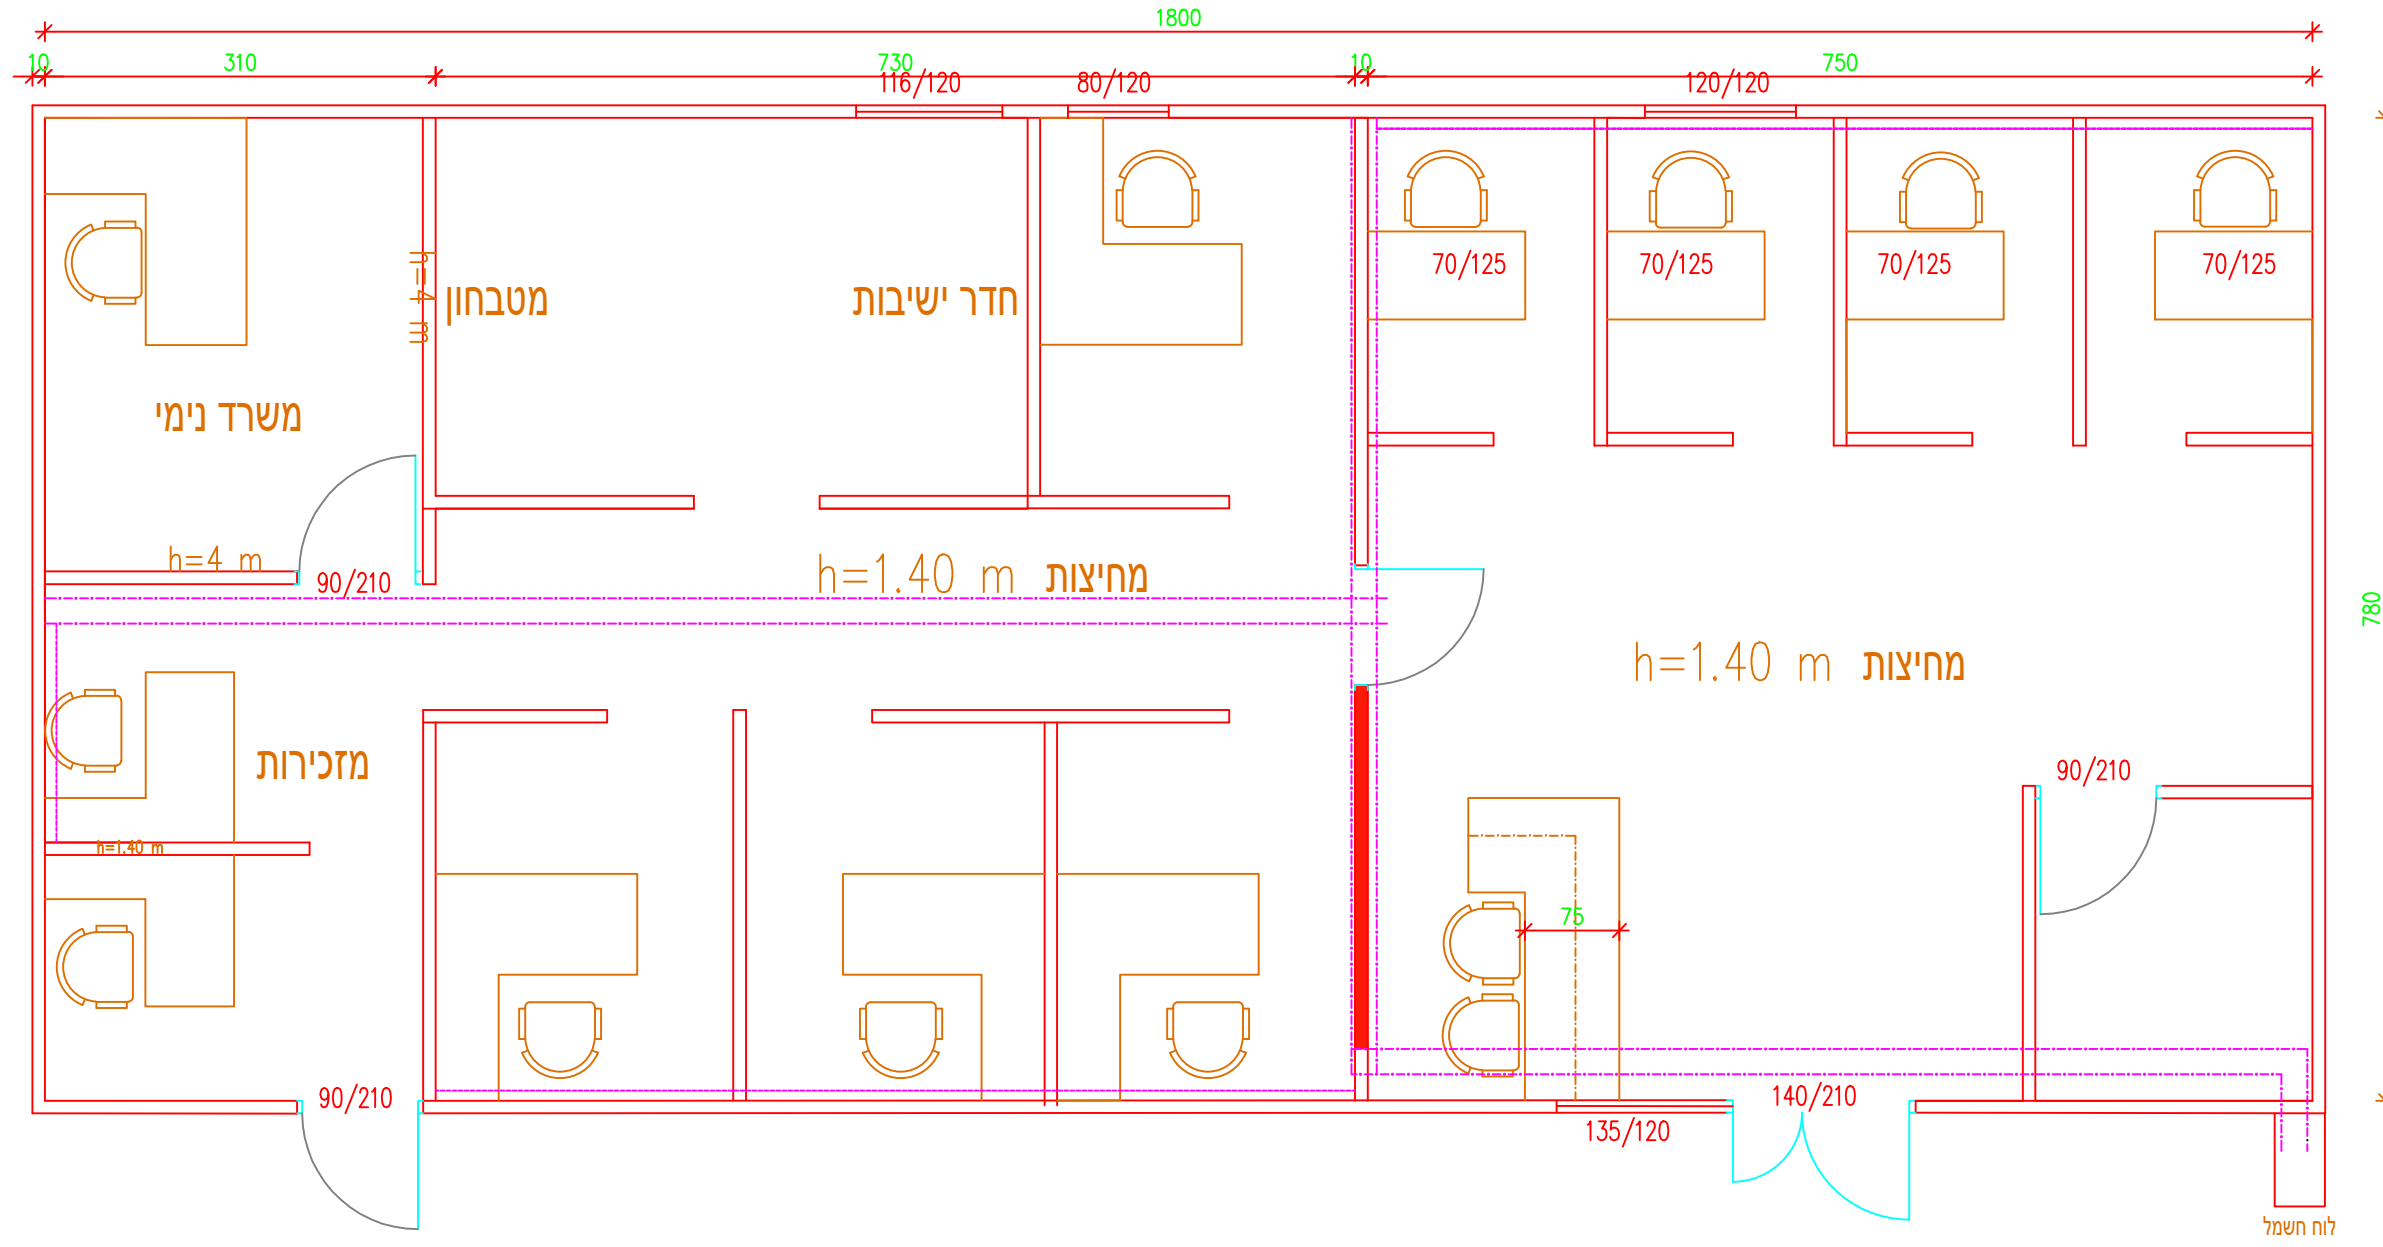 1800
10
310
730
10
750
116/120
80/120
120/120
70/125
70/125
70/125
70/125
h=4 m
מטבחון
חדר ישיבות
משרד נימי
h=4 m
90/210
h=1.40 m מחיצות
780
h=1.40 m מחיצות
מזכירות
90/210
h=1.40 m
75
90/210
140/210
135/120
לוח חשמל